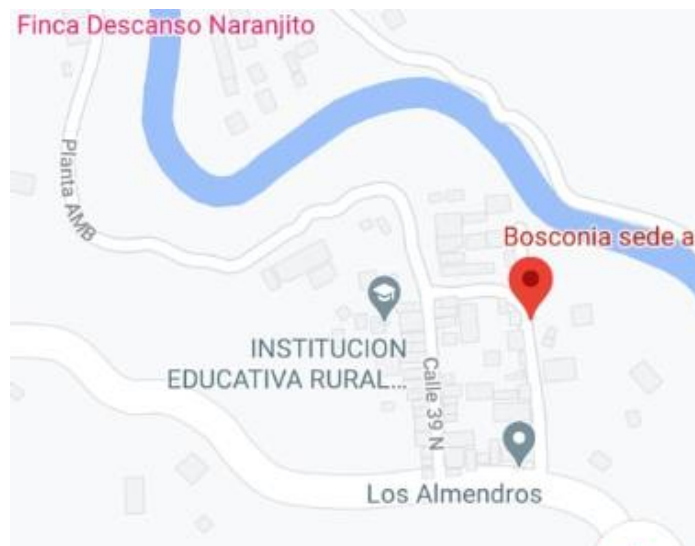 Finca Descanso Naranjito
Planta AMB
Bosconia sede a
INSTITUCION
EDUCATIVA RURAL...
Calle 39 N
Los Almendros